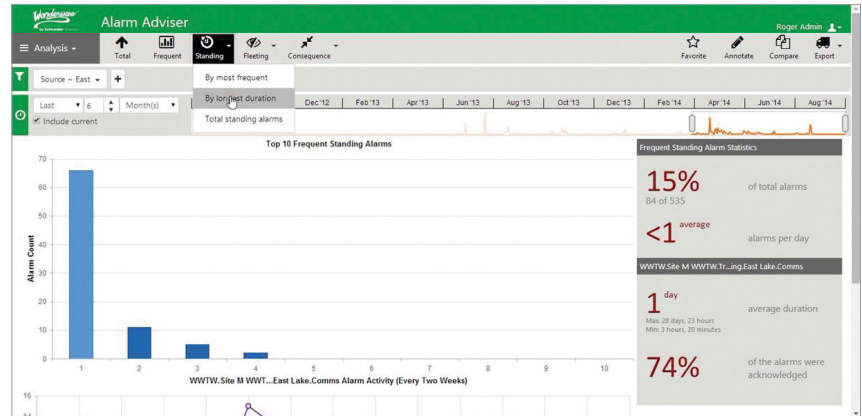 Wonderware
by Schneider Electric
Alarm Adviser
Roger Admin
Analysis
Total
Frequent
Standing
Fleeting
Consequence
Favorite
Annotate
Compare
Export
Source ~ East
+
By most frequent
By longest duration
Total standing alarms
Last
6
Month(s)
Include current
Dec '12
Feb '13
Apr '13
Jun '13
Aug '13
Oct '13
Dec '13
Feb '14
Apr '14
Jun '14
Aug '14
Top 10 Frequent Standing Alarms
Alarm Count
70
60
50
40
30
20
10
0
1 2 3 4 5 6 7 8 9 10
Frequent Standing Alarm Statistics
15% of total alarms
84 of 535
<1 average alarms per day
WWTW.Site M WWTW.Tr...ing.East Lake.Comms
1 day average duration
Max: 28 days, 23 hours
Min: 3 hours, 20 minutes
74% of the alarms were
acknowledged
WWTW.Site M WWT...East Lake.Comms Alarm Activity (Every Two Weeks)
16
14